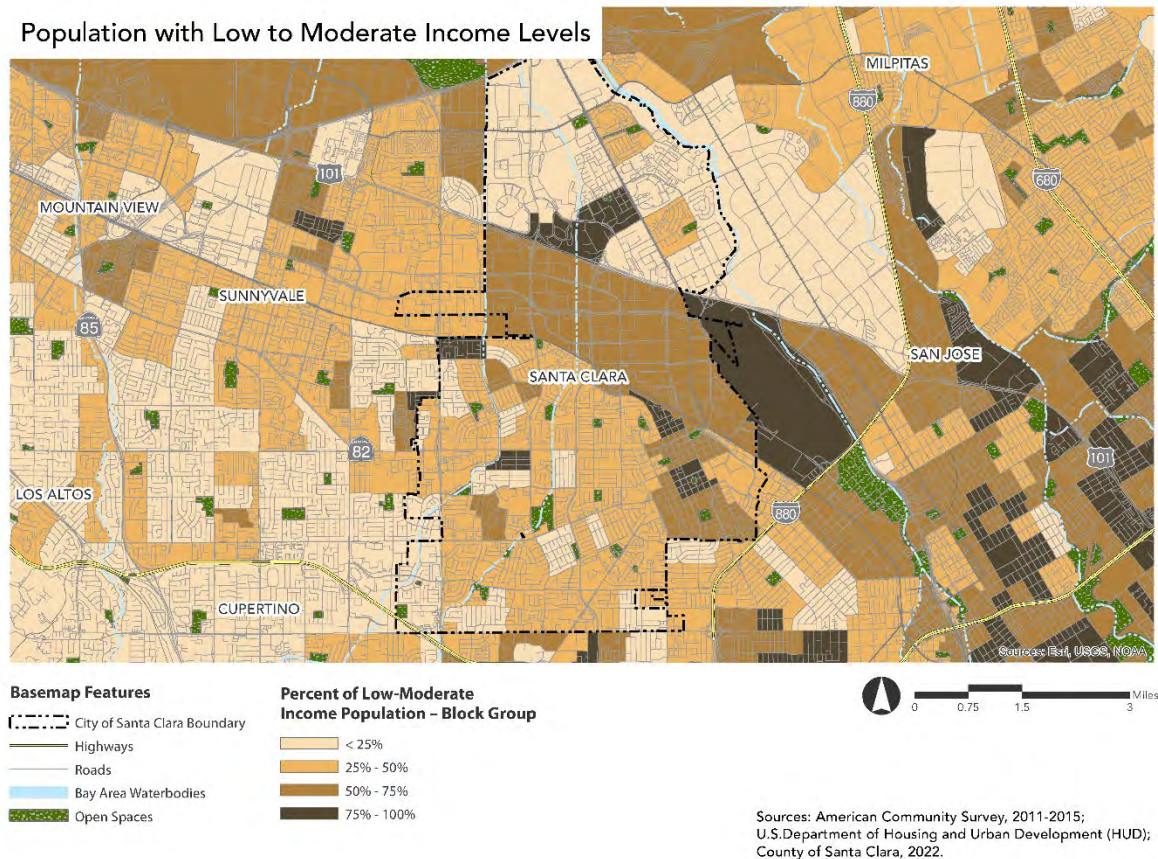 Population with Low to Moderate Income Levels
MILPITAS
880
101
680
MOUNTAIN VIEW
SUNNYVALE
85
SAN JOSE
SANTA CLARA
82
101
LOS ALTOS
880
CUPERTINO
Sources: Esri, USGS, NOAA
Basemap Features
City of Santa Clara Boundary
Highways
Roads
Bay Area Waterbodies
Open Spaces
Percent of Low-Moderate
Income Population – Block Group
< 25%
25% - 50%
50% - 75%
75% - 100%
Miles
0 0.75 1.5 3
Sources: American Community Survey, 2011-2015;
U.S.Department of Housing and Urban Development (HUD);
County of Santa Clara, 2022.